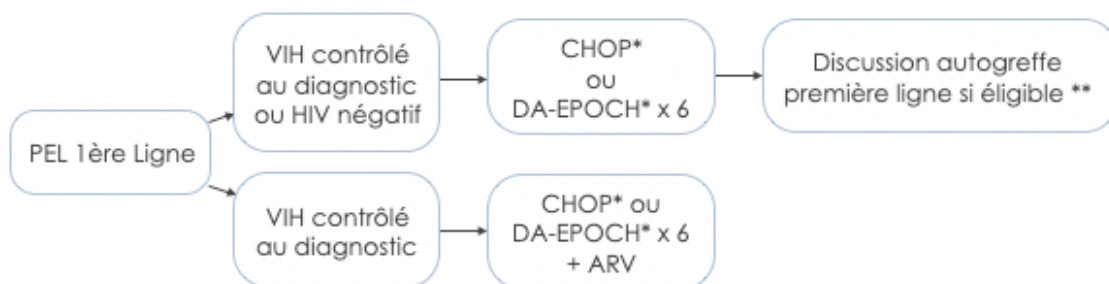 PEL 1ère Ligne
VIH contrôlé
au diagnostic
ou HIV négatif
CHOP*
ou
DA-EPOCH* x 6
Discussion autogreffe
première ligne si éligible **
VIH contrôlé
au diagnostic
CHOP* ou
DA-EPOCH* x 6
+ ARV